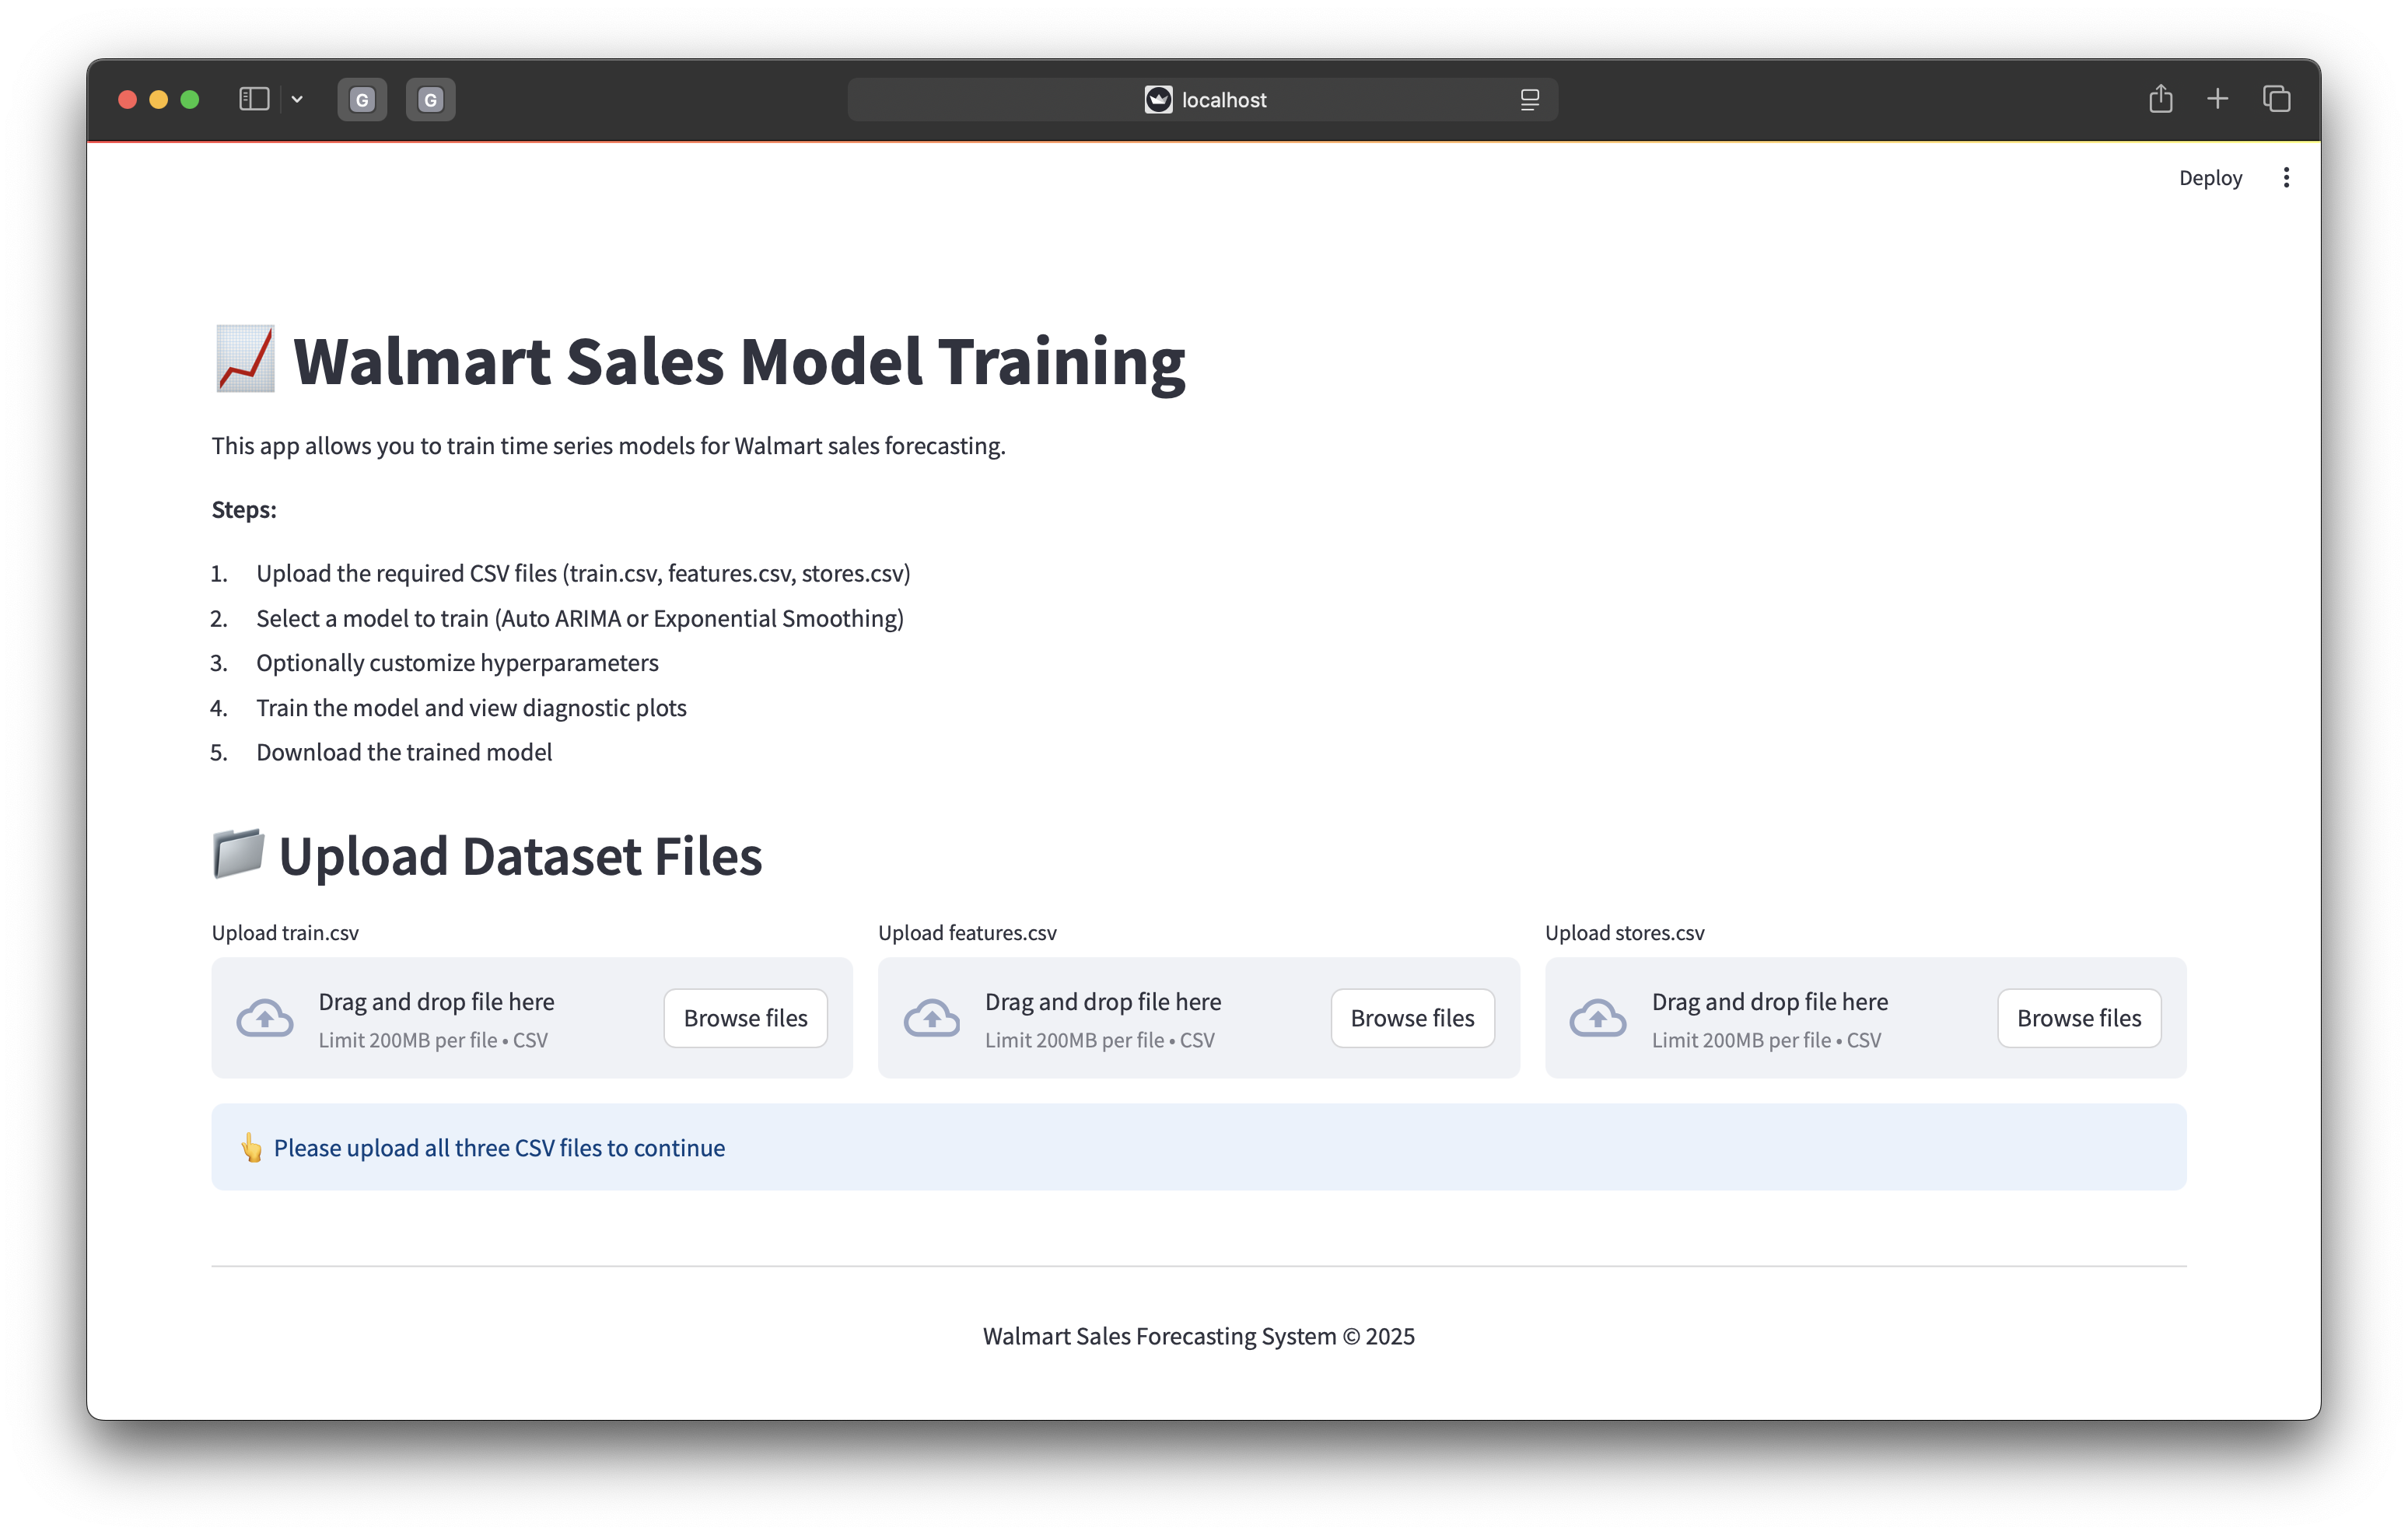 G G localhost
Deploy
Walmart Sales Model Training
This app allows you to train time series models for Walmart sales forecasting.
Steps:
1. Upload the required CSV files (train.csv, features.csv, stores.csv)
2. Select a model to train (Auto ARIMA or Exponential Smoothing)
3. Optionally customize hyperparameters
4. Train the model and view diagnostic plots
5. Download the trained model
Upload Dataset Files
Upload train.csv
Drag and drop file here
Limit 200MB per file • CSV
Browse files
Upload features.csv
Drag and drop file here
Limit 200MB per file • CSV
Browse files
Upload stores.csv
Drag and drop file here
Limit 200MB per file • CSV
Browse files
👆 Please upload all three CSV files to continue
Walmart Sales Forecasting System © 2025